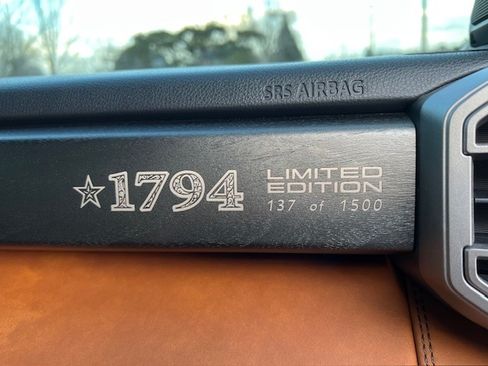 SRS AIRBAG
1794
LIMITED
EDITION
137 of 1500